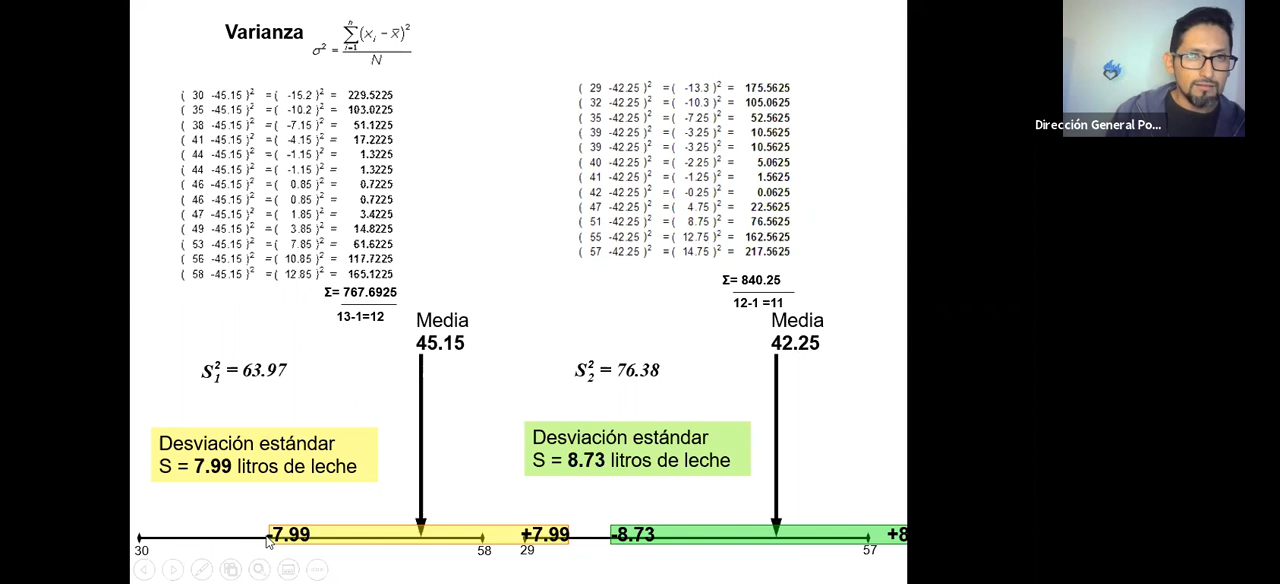 Varianza
σ² = Σ(xᵢ − x̄)² / N
n
i=1
( 30 -45.15 )² =( -15.2 )² = 229.5225
( 35 -45.15 )² =( -10.2 )² = 103.0225
( 38 -45.15 )² =( -7.15 )² = 51.1225
( 41 -45.15 )² =( -4.15 )² = 17.2225
( 44 -45.15 )² =( -1.15 )² = 1.3225
( 44 -45.15 )² =( -1.15 )² = 1.3225
( 46 -45.15 )² =( 0.85 )² = 0.7225
( 46 -45.15 )² =( 0.85 )² = 0.7225
( 47 -45.15 )² =( 1.85 )² = 3.4225
( 49 -45.15 )² =( 3.85 )² = 14.8225
( 53 -45.15 )² =( 7.85 )² = 61.6225
( 56 -45.15 )² =( 10.85 )² = 117.7225
( 58 -45.15 )² =( 12.85 )² = 165.1225
Σ= 767.6925
13-1=12
Media
45.15
S₁² = 63.97
Desviación estándar
S = 7.99 litros de leche
-7.99
+7.99
30
58
( 29 -42.25 )² =( -13.3 )² = 175.5625
( 32 -42.25 )² =( -10.3 )² = 105.0625
( 35 -42.25 )² =( -7.25 )² = 52.5625
( 39 -42.25 )² =( -3.25 )² = 10.5625
( 39 -42.25 )² =( -3.25 )² = 10.5625
( 40 -42.25 )² =( -2.25 )² = 5.0625
( 41 -42.25 )² =( -1.25 )² = 1.5625
( 42 -42.25 )² =( -0.25 )² = 0.0625
( 47 -42.25 )² =( 4.75 )² = 22.5625
( 51 -42.25 )² =( 8.75 )² = 76.5625
( 55 -42.25 )² =( 12.75 )² = 162.5625
( 57 -42.25 )² =( 14.75 )² = 217.5625
Σ= 840.25
12-1 =11
Media
42.25
S₂² = 76.38
Desviación estándar
S = 8.73 litros de leche
-8.73
+8
29
57
Dirección General Po...